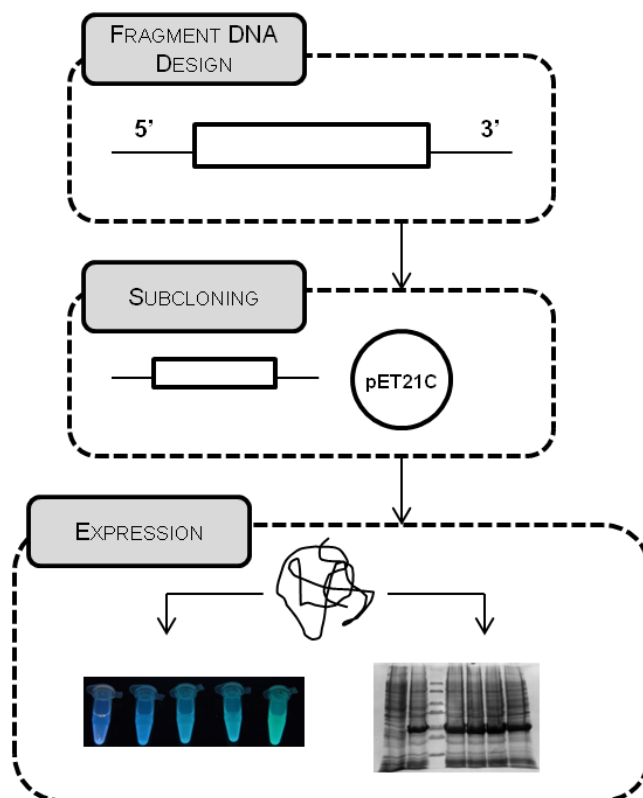 FRAGMENT DNA
DESIGN
5’ 3’
SUBCLONING
pET21C
EXPRESSION